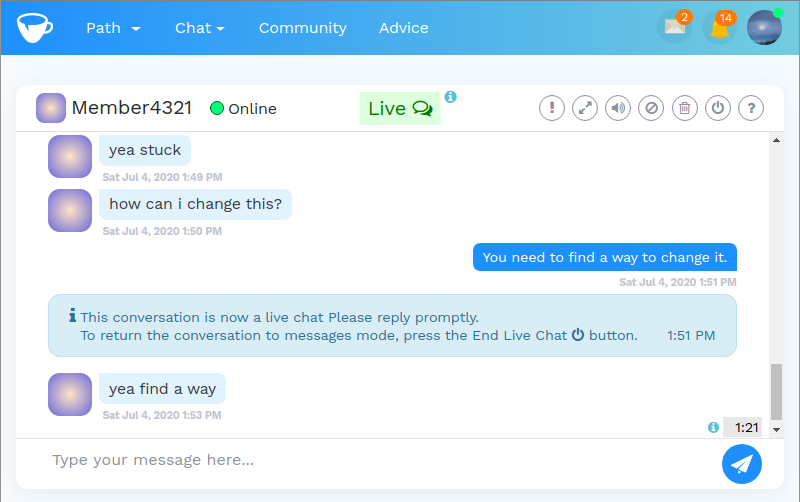 Path Chat Community Advice 2 14
Member4321 Online Live
yea stuck
Sat Jul 4, 2020 1:49 PM
how can i change this?
Sat Jul 4, 2020 1:50 PM
You need to find a way to change it.
Sat Jul 4, 2020 1:51 PM
This conversation is now a live chat Please reply promptly.
To return the conversation to messages mode, press the End Live Chat button. 1:51 PM
yea find a way
Sat Jul 4, 2020 1:53 PM
1:21
Type your message here...